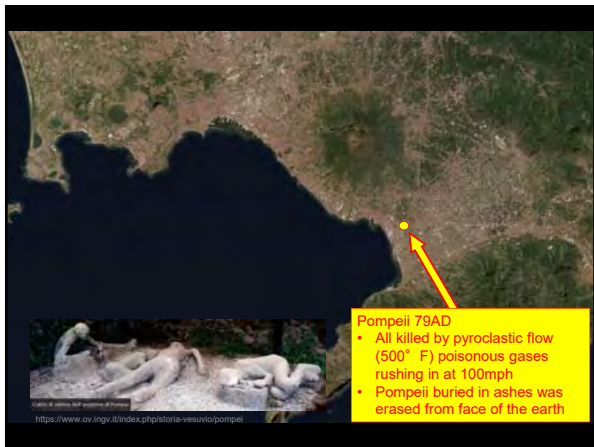 Pompeii 79AD
• All killed by pyroclastic flow
(500° F) poisonous gases
rushing in at 100mph
• Pompeii buried in ashes was
erased from face of the earth
https://www.ov.ingv.it/index.php/storia-vesuvio/pompei